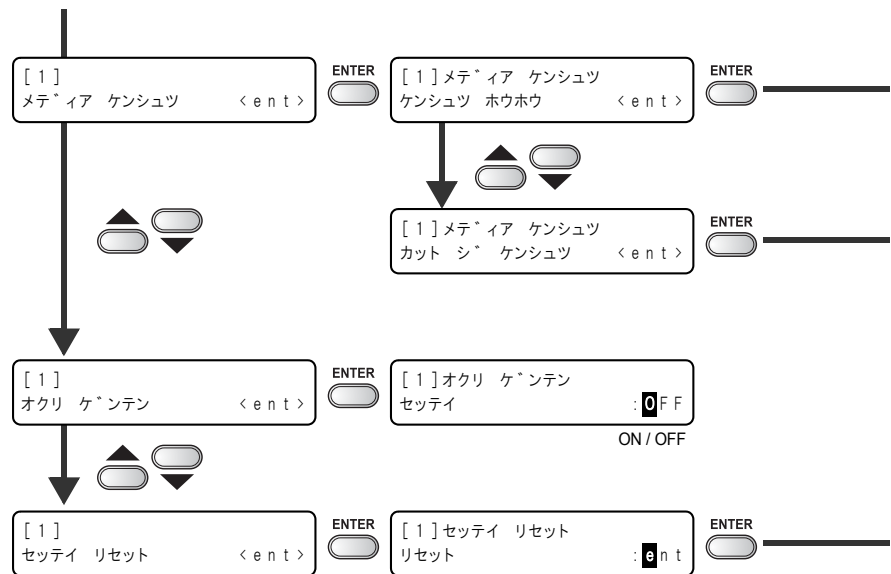 [1]
メディア ケンシュツ <ent>
ENTER
[1]メディア ケンシュツ
ケンシュツ ホウホウ <ent>
ENTER
[1]メディア ケンシュツ
カット ジ ケンシュツ <ent>
ENTER
[1]
オクリ ゲンテン <ent>
ENTER
[1]オクリ ゲンテン
セッテイ :OFF
ON / OFF
[1]
セッテイ リセット <ent>
ENTER
[1]セッテイ リセット
リセット :ent
ENTER